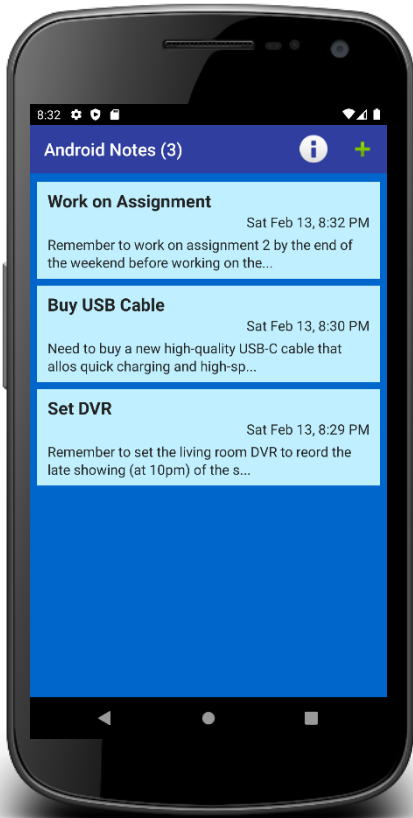 8:32
Android Notes (3)
Work on Assignment
Sat Feb 13, 8:32 PM
Remember to work on assignment 2 by the end of
the weekend before working on the...
Buy USB Cable
Sat Feb 13, 8:30 PM
Need to buy a new high-quality USB-C cable that
allos quick charging and high-sp...
Set DVR
Sat Feb 13, 8:29 PM
Remember to set the living room DVR to reord the
late showing (at 10pm) of the s...